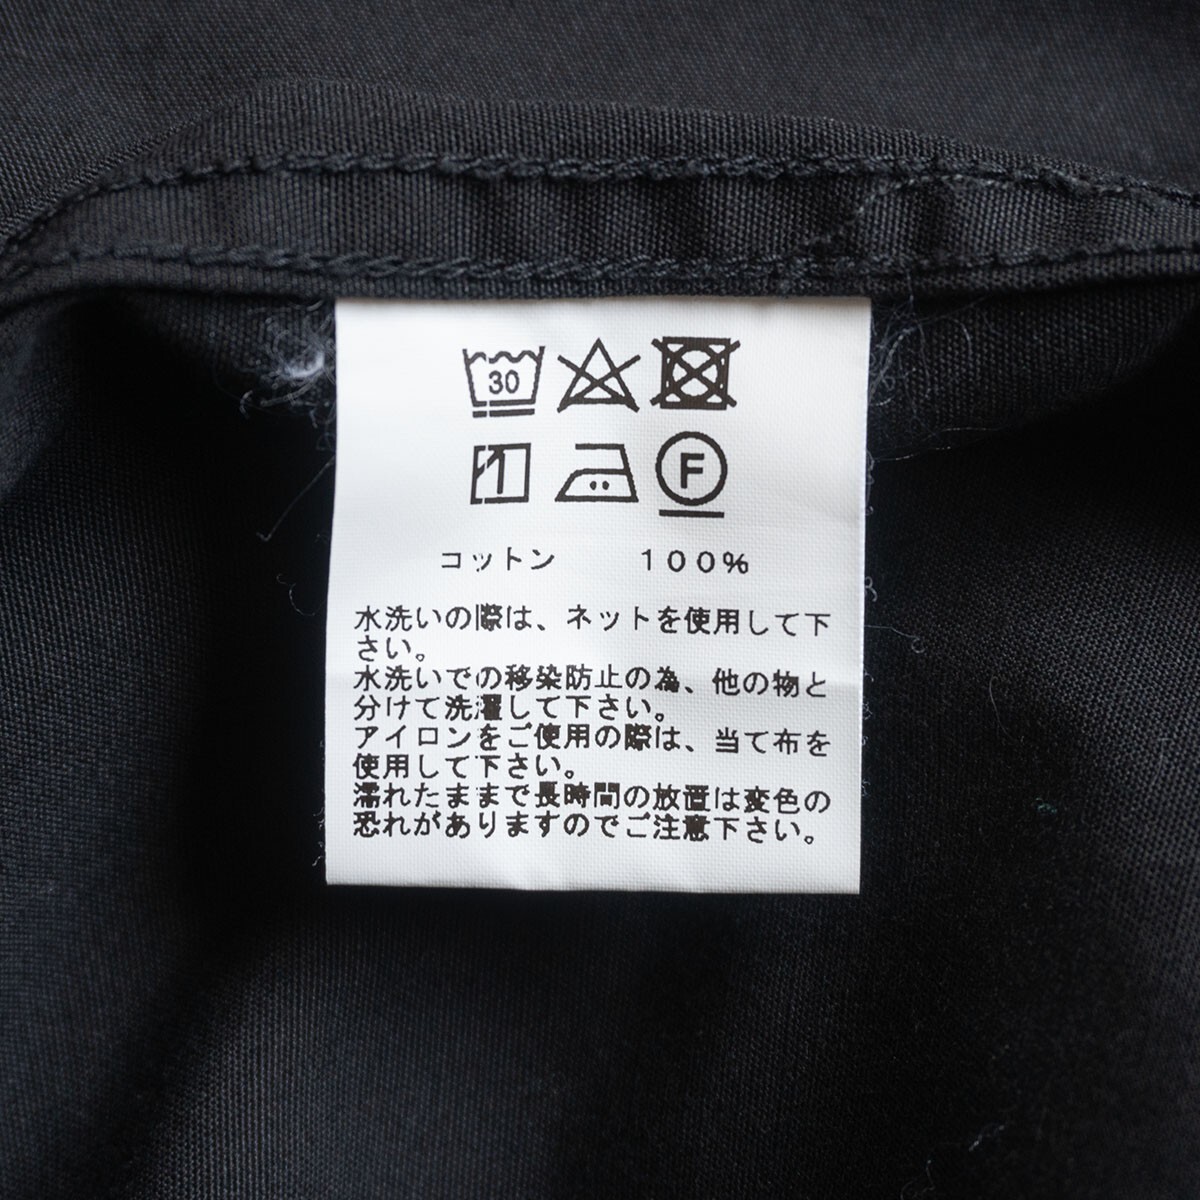 30
F
コットン 100%
水洗いの際は、ネットを使用して下
さい。
水洗いでの移染防止の為、他の物と
分けて洗濯して下さい。
アイロンをご使用の際は、当て布を
使用して下さい。
濡れたままで長時間の放置は変色の
恐れがありますのでご注意下さい。